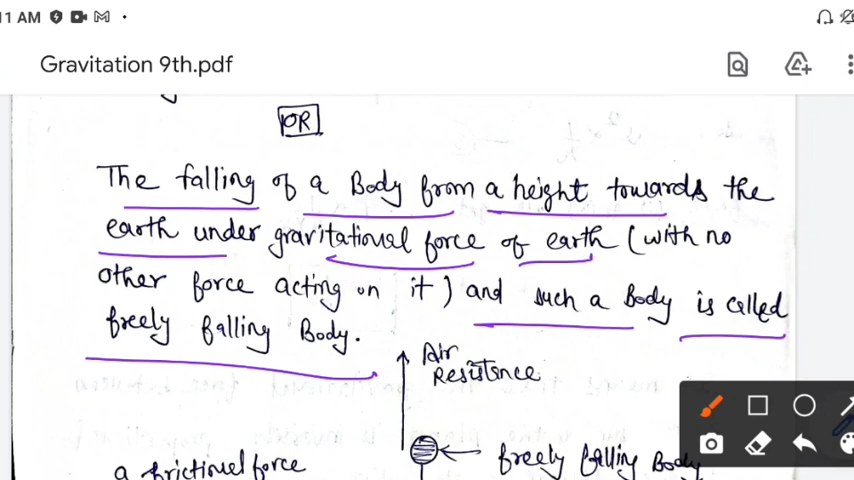 11 AM
Gravitation 9th.pdf
OR
The falling of a Body from a height towards the
earth under gravitational force of earth (with no
other force acting on it) and such a Body is called
freely falling Body.
Air
Resistence
a frictional force
freely falling Body